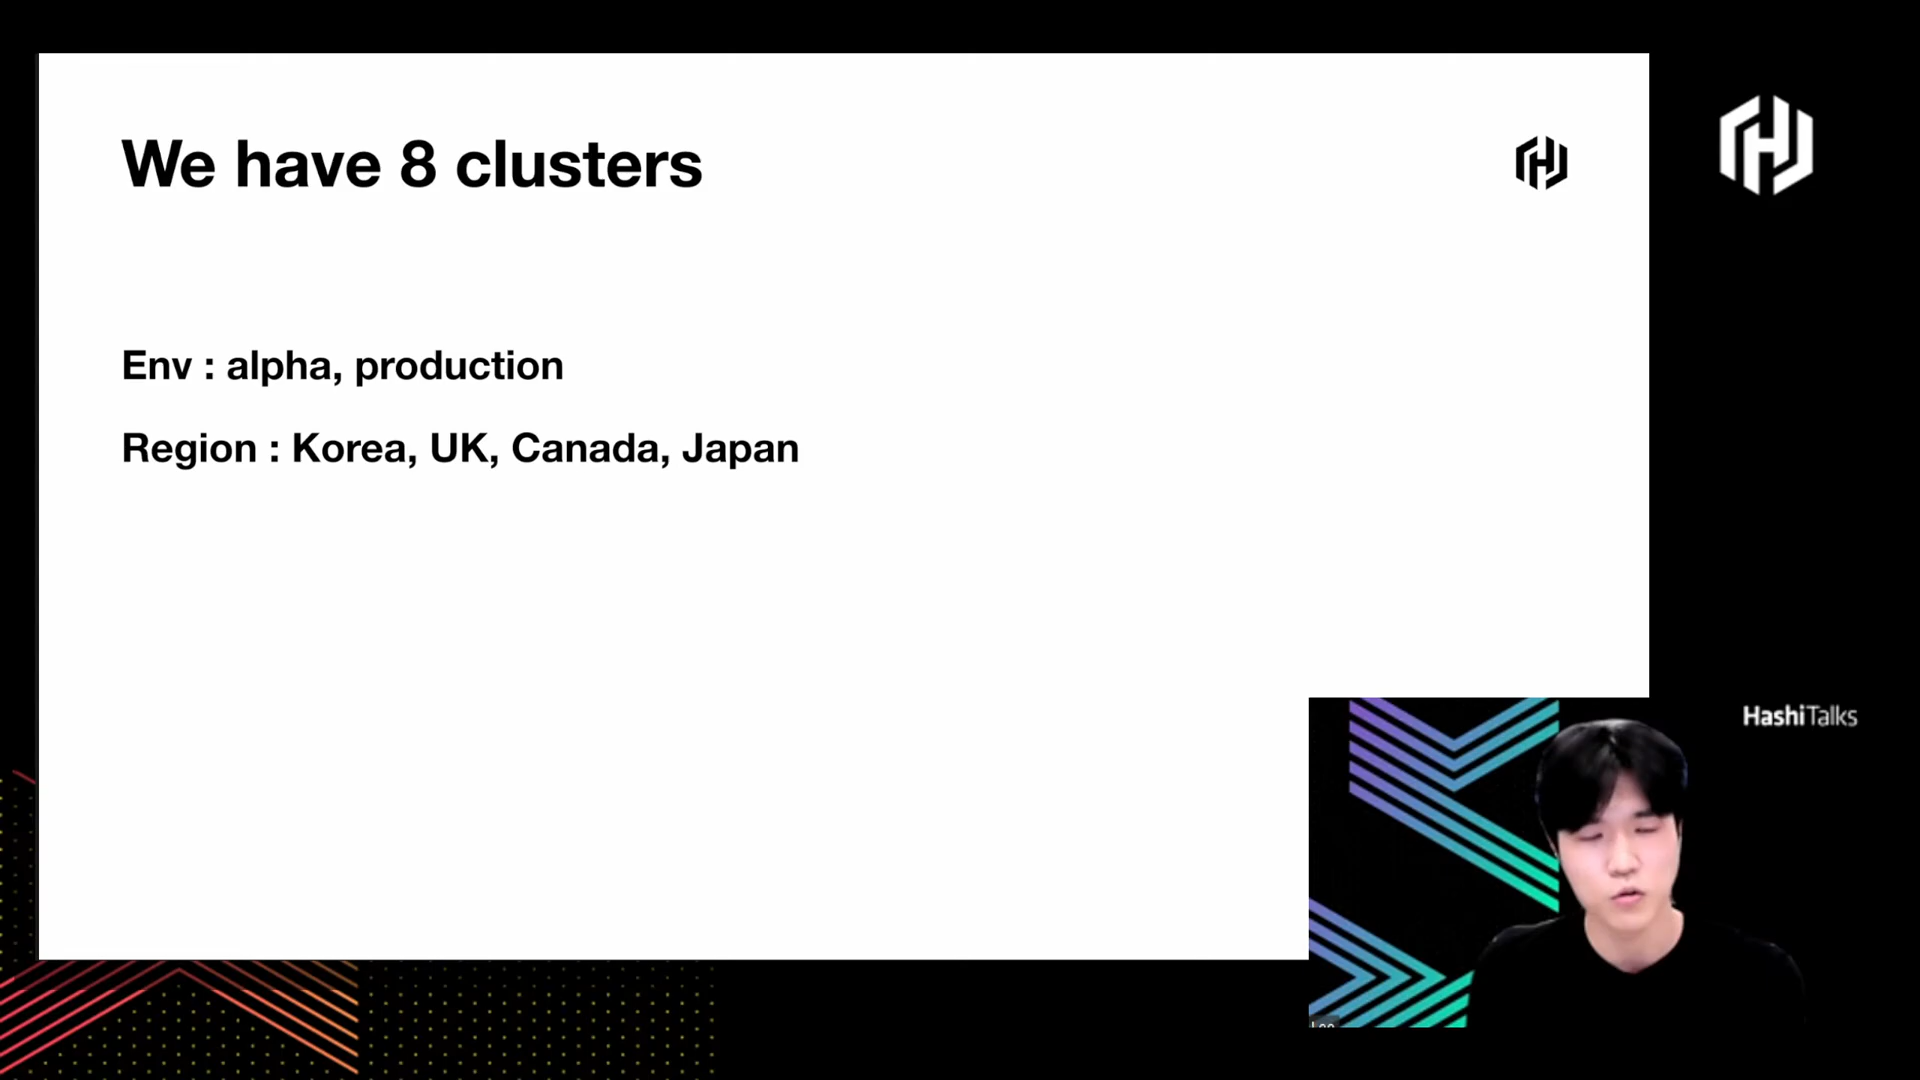 We have 8 clusters
Env : alpha, production
Region : Korea, UK, Canada, Japan
HashiTalks